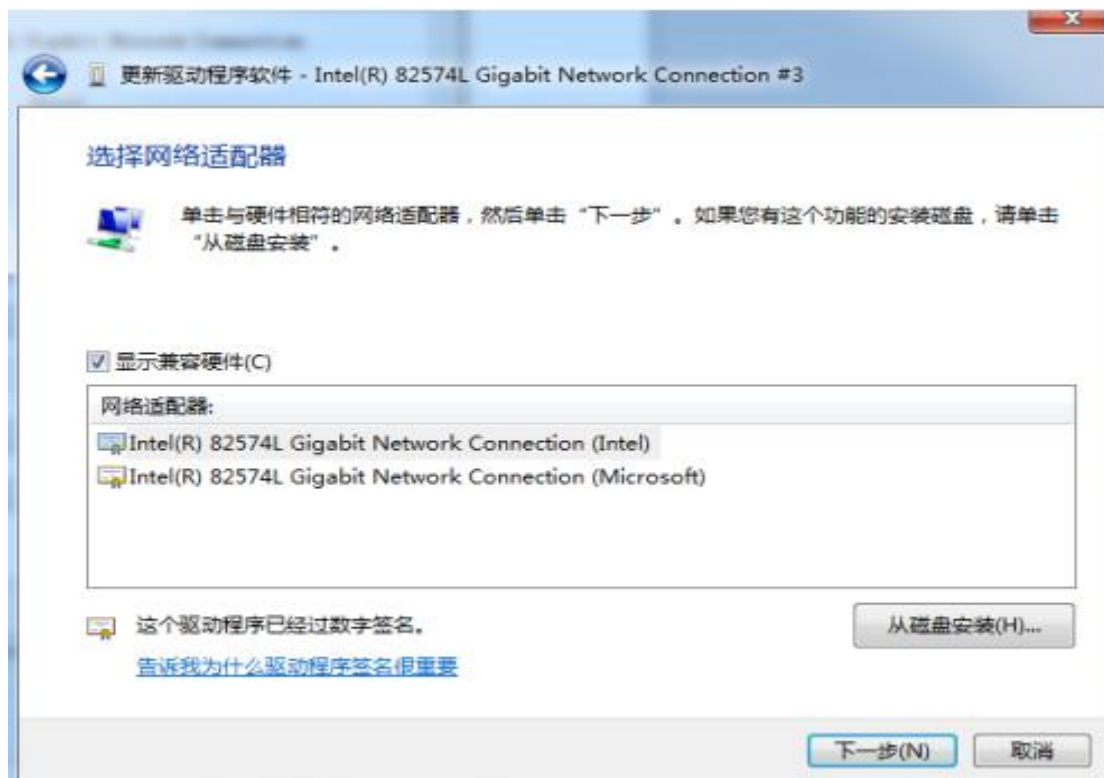 更新驱动程序软件 - Intel(R) 82574L Gigabit Network Connection #3
选择网络适配器
单击与硬件相符的网络适配器，然后单击“下一步”。如果您有这个功能的安装磁盘，请单击
“从磁盘安装”。
显示兼容硬件(C)
网络适配器:
Intel(R) 82574L Gigabit Network Connection (Intel)
Intel(R) 82574L Gigabit Network Connection (Microsoft)
这个驱动程序已经过数字签名。
从磁盘安装(H)...
告诉我为什么驱动程序签名很重要
下一步(N)
取消